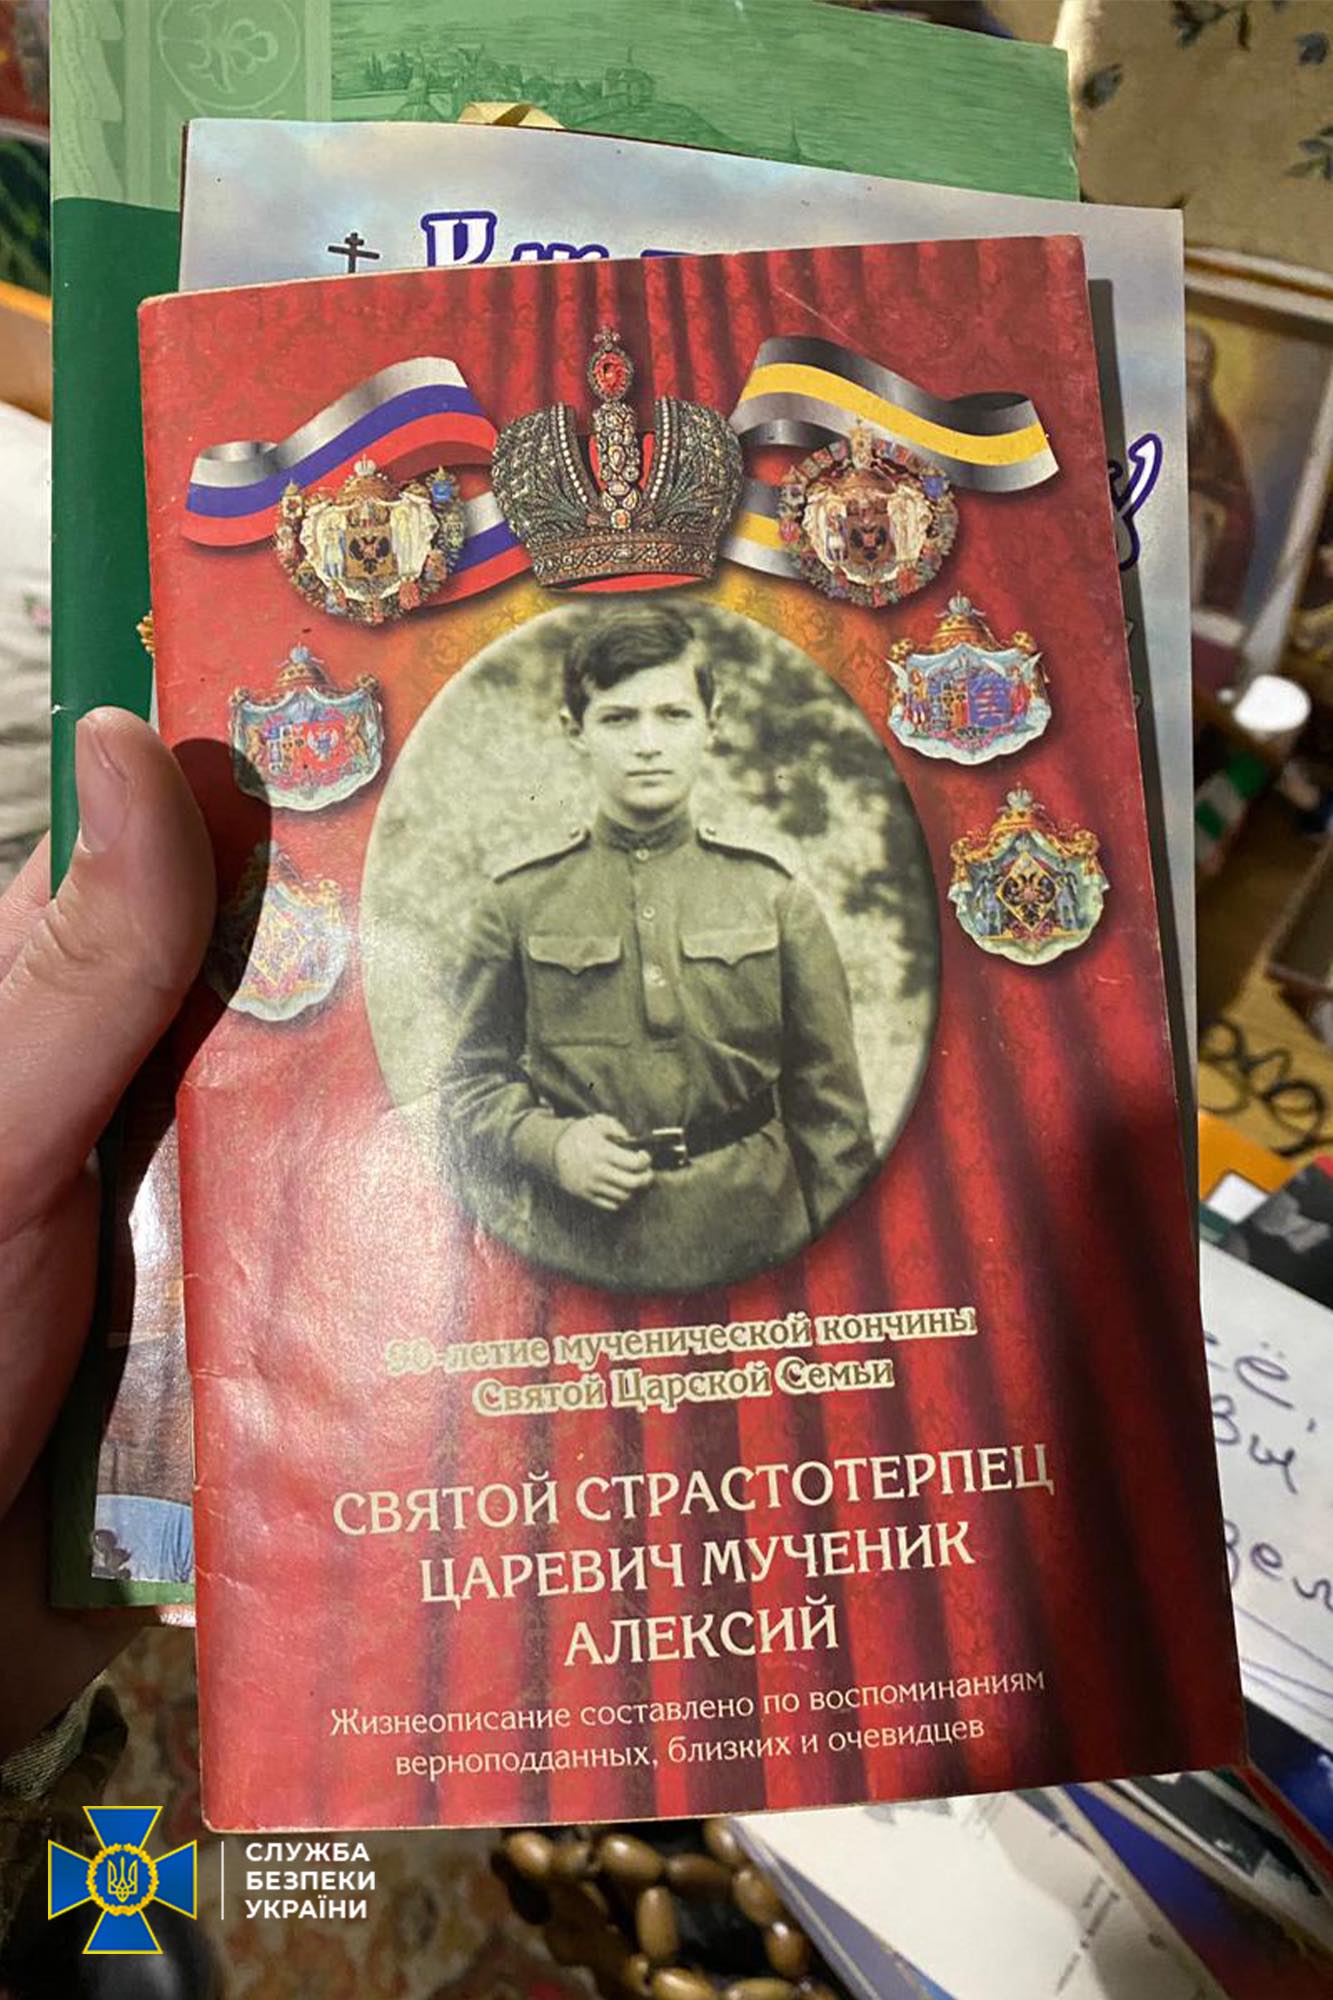 90-летие мученической кончины
Святой Царской Семьи
СВЯТОЙ СТРАСТОТЕРПЕЦ
ЦАРЕВИЧ МУЧЕНИК
АЛЕКСИЙ
Жизнеописание составлено по воспоминаниям
верноподданных, близких и очевидцев
СЛУЖБА
БЕЗПЕКИ
УКРАЇНИ